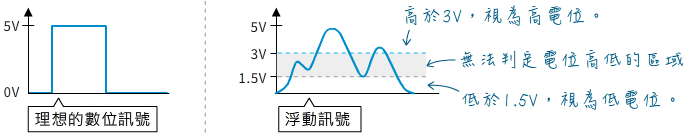 5V
0V
理想的數位訊號
5V
3V
1.5V
浮動訊號
高於3V，視為高電位。
無法判定電位高低的區域
低於1.5V，視為低電位。